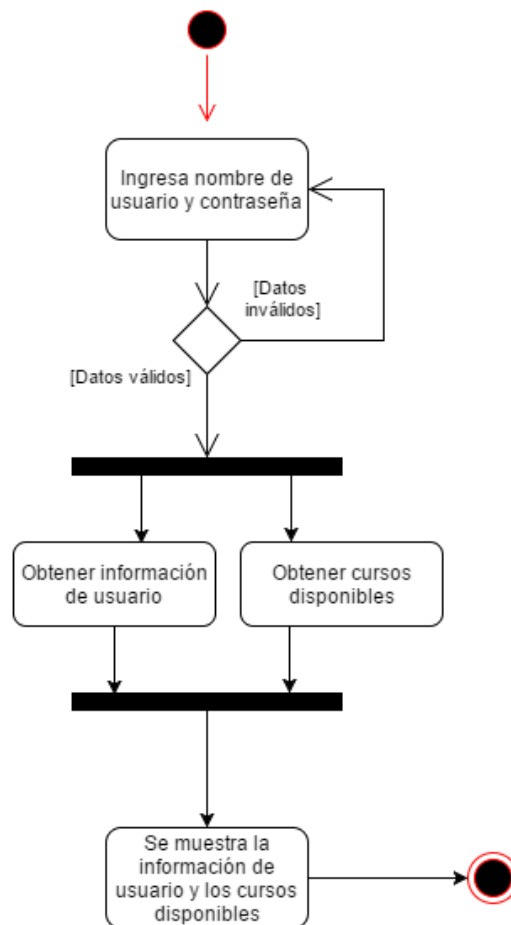 Ingresa nombre de
usuario y contraseña
[Datos
inválidos]
[Datos válidos]
Obtener información
de usuario
Obtener cursos
disponibles
Se muestra la
información de
usuario y los cursos
disponibles